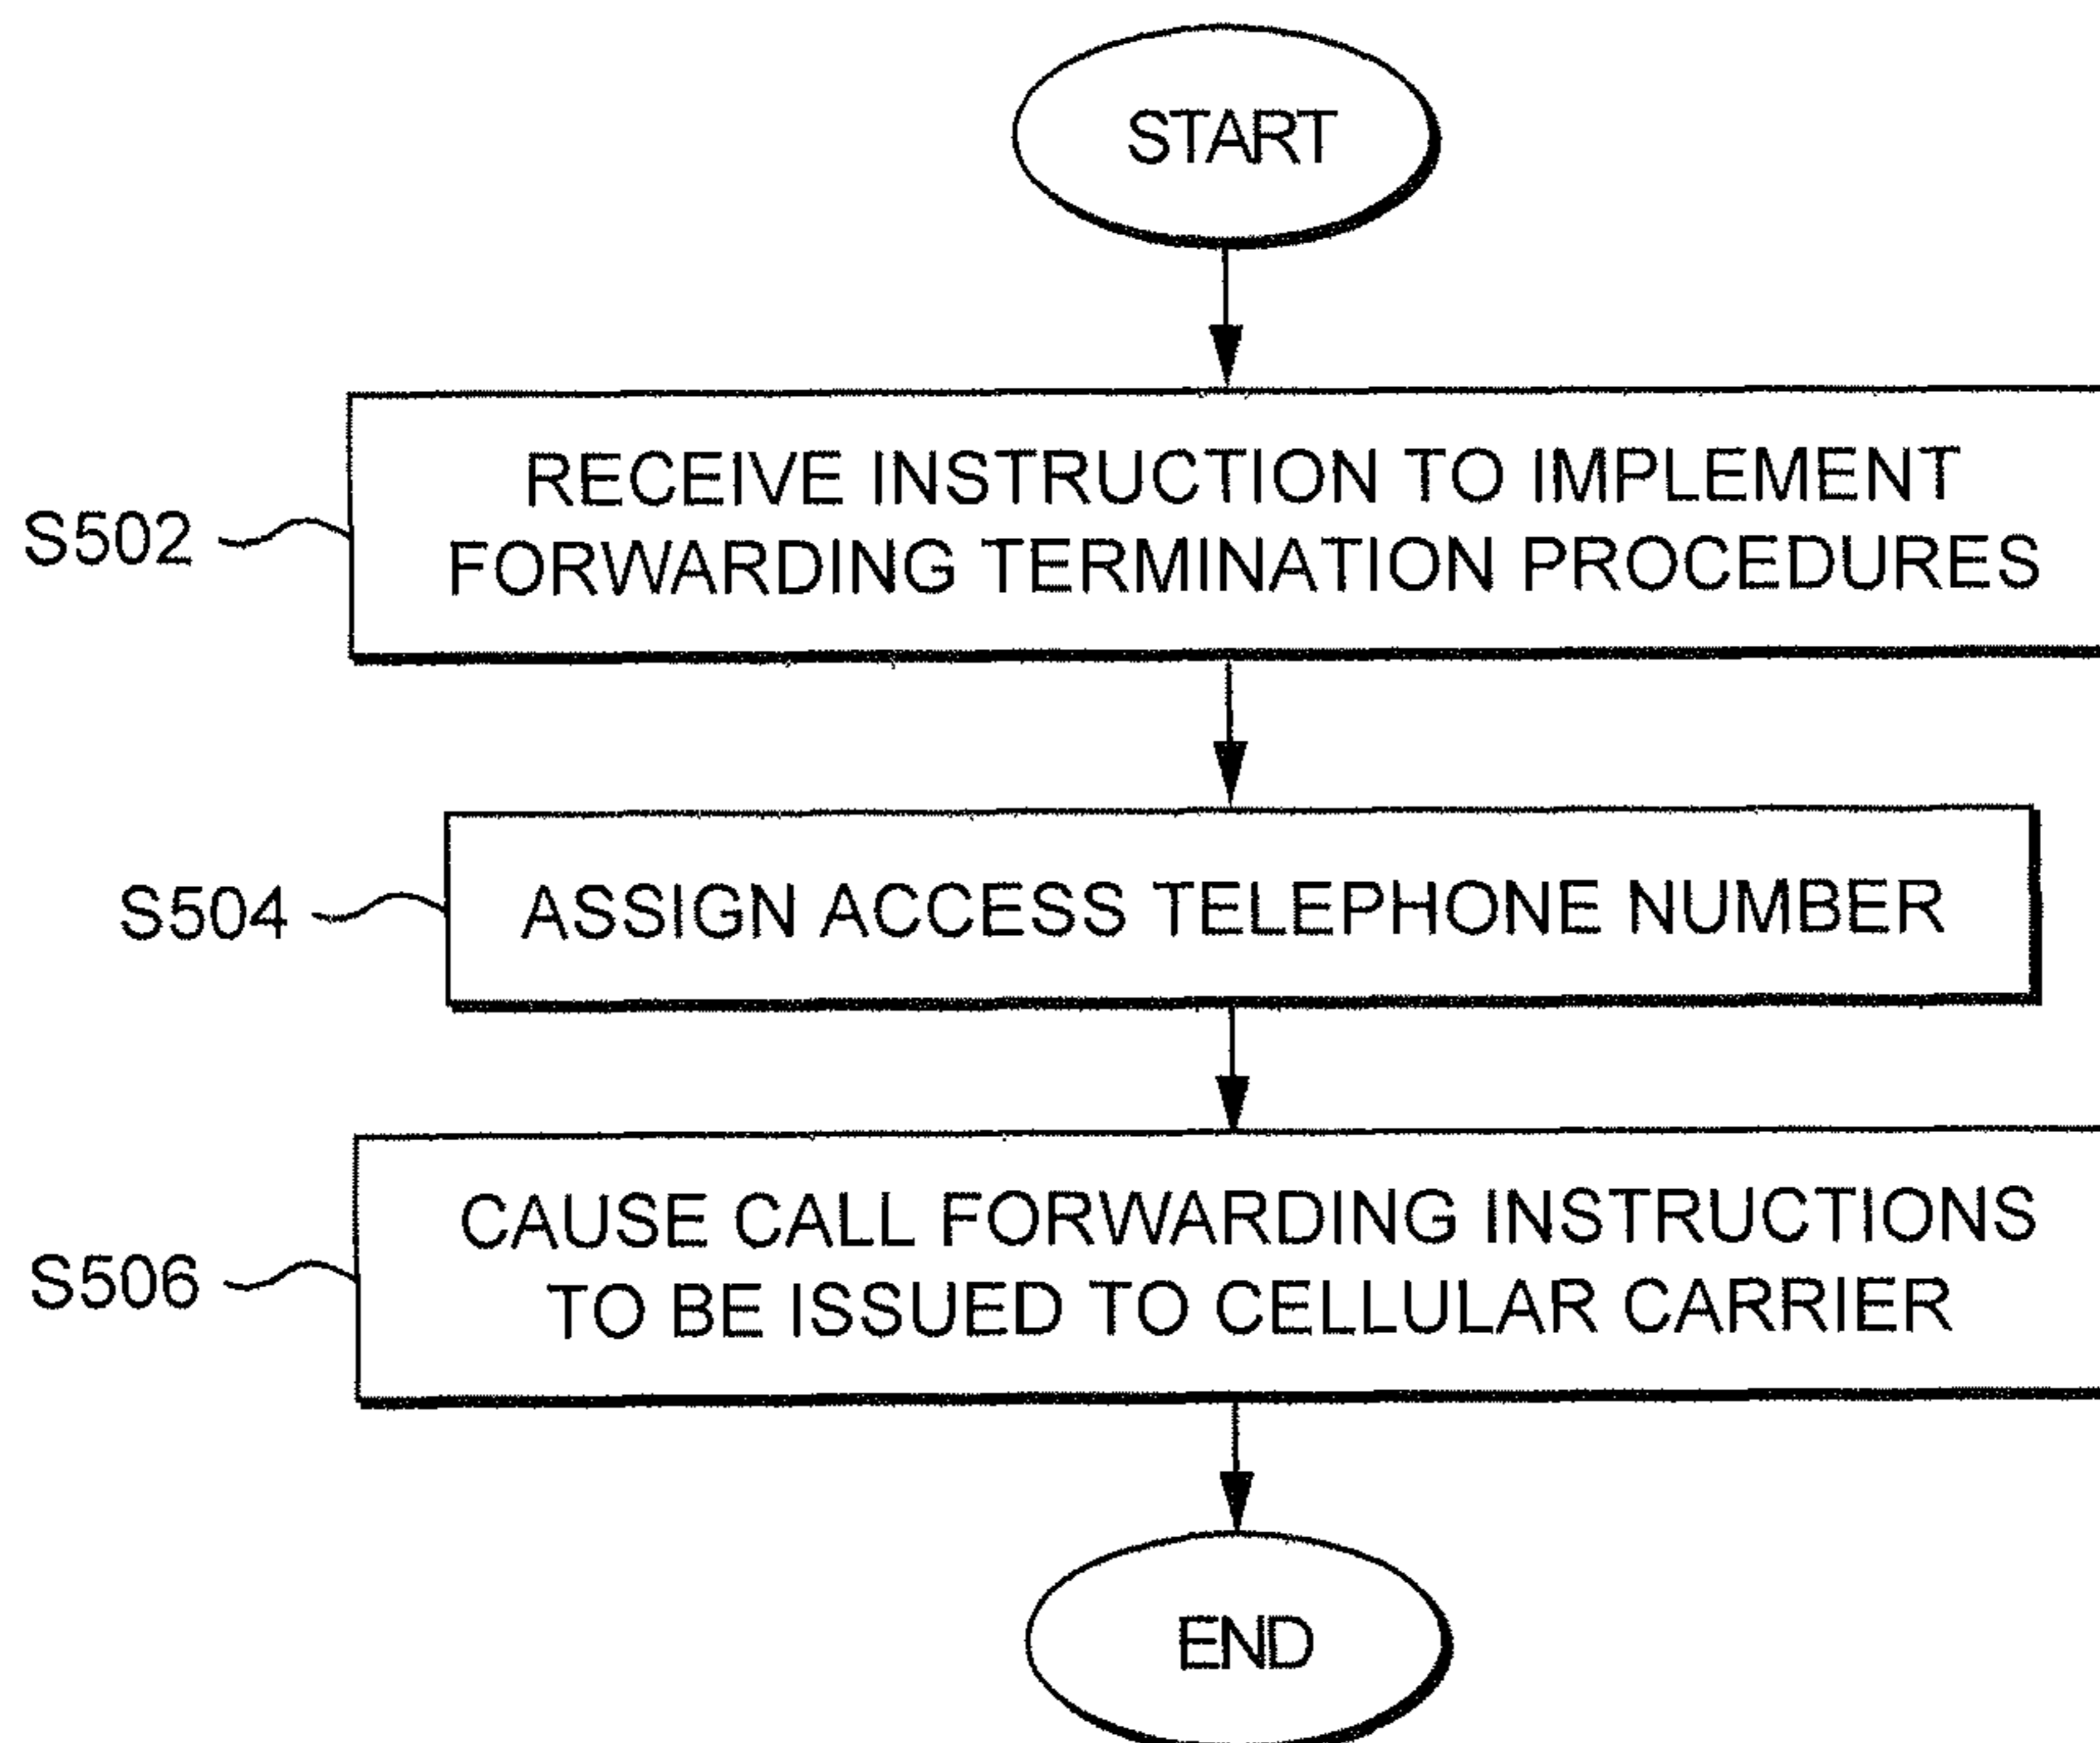 START
RECEIVE INSTRUCTION TO IMPLEMENT
S502
FORWARDING TERMINATION PROCEDURES
S504
ASSIGN ACCESS TELEPHONE NUMBER
CAUSE CALL FORWARDING INSTRUCTIONS
S506
TO BE ISSUED TO CELLULAR CARRIER
END